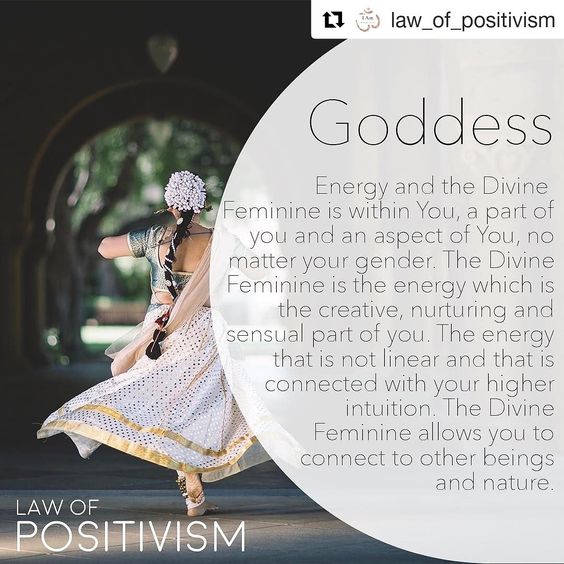 law_of_positivism
Goddess
Energy and the Divine
Feminine is within You, a part of
you and an aspect of You, no
matter your gender. The Divine
Feminine is the energy which is
the creative, nurturing and
sensual part of you. The energy
that is not linear and that is
connected with your higher
intuition. The Divine
Feminine allows you to
connect to other beings
and nature.
LAW OF
POSITIVISM